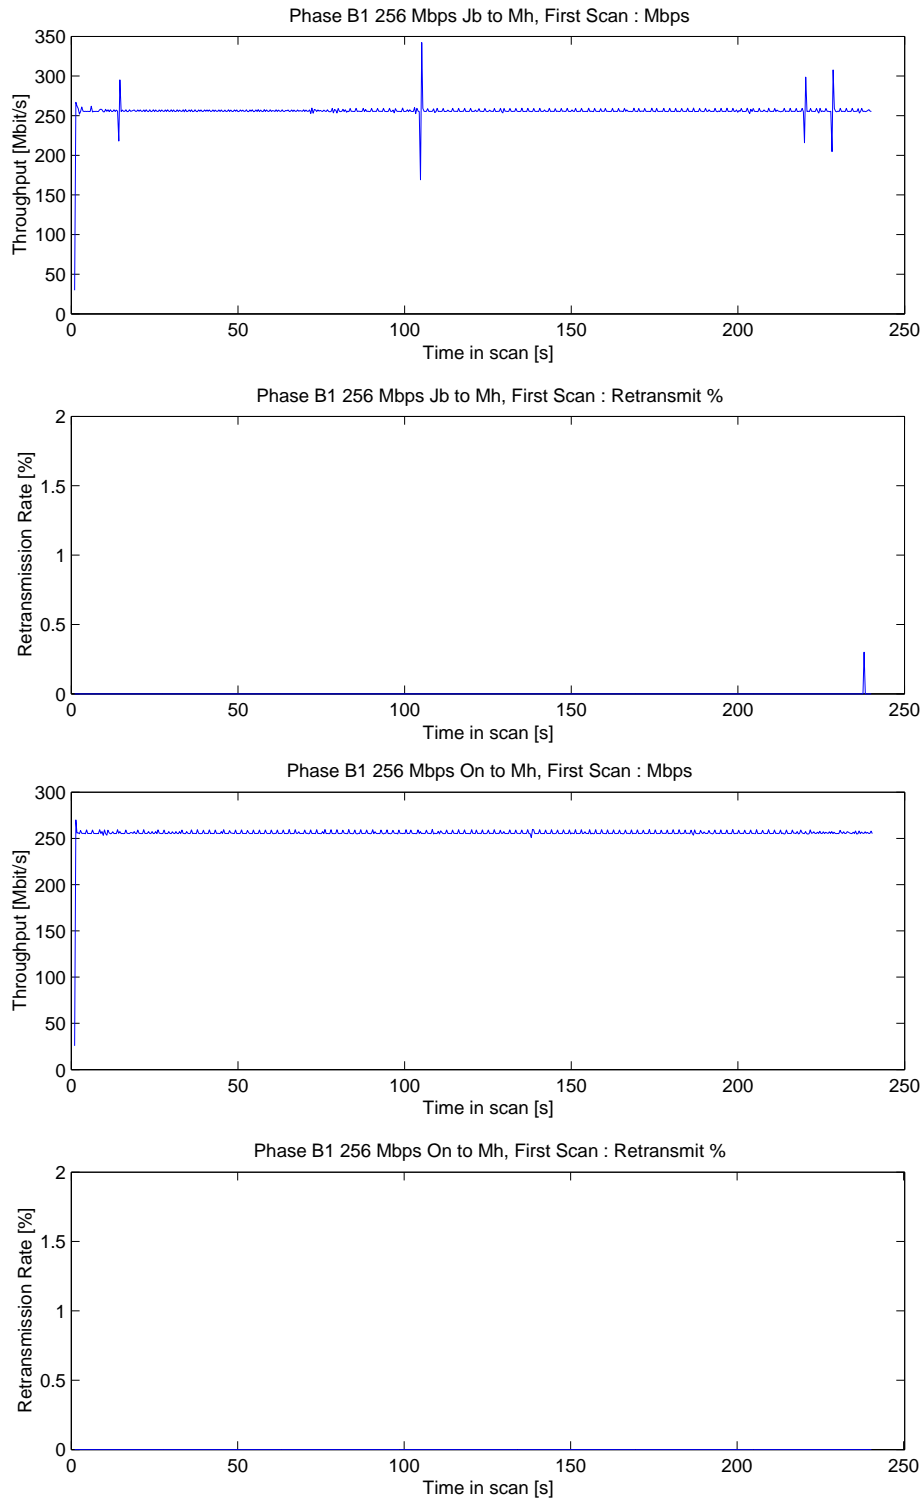 Phase B1 256 Mbps Jb to Mh, First Scan : Mbps
350
300
250
200
150
100
50
0
Throughput [Mbit/s]
0 50 100 150 200 250
Time in scan [s]
Phase B1 256 Mbps Jb to Mh, First Scan : Retransmit %
2
1.5
1
0.5
0
Retransmission Rate [%]
0 50 100 150 200 250
Time in scan [s]
Phase B1 256 Mbps On to Mh, First Scan : Mbps
300
250
200
150
100
50
0
Throughput [Mbit/s]
0 50 100 150 200 250
Time in scan [s]
Phase B1 256 Mbps On to Mh, First Scan : Retransmit %
2
1.5
1
0.5
0
Retransmission Rate [%]
0 50 100 150 200 250
Time in scan [s]